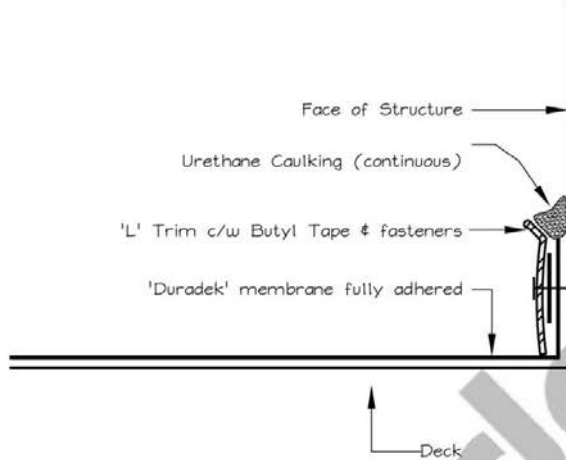 Face of Structure
Urethane Caulking (continuous)
'L' Trim c/w Butyl Tape & fasteners
'Duradek' membrane fully adhered
Deck